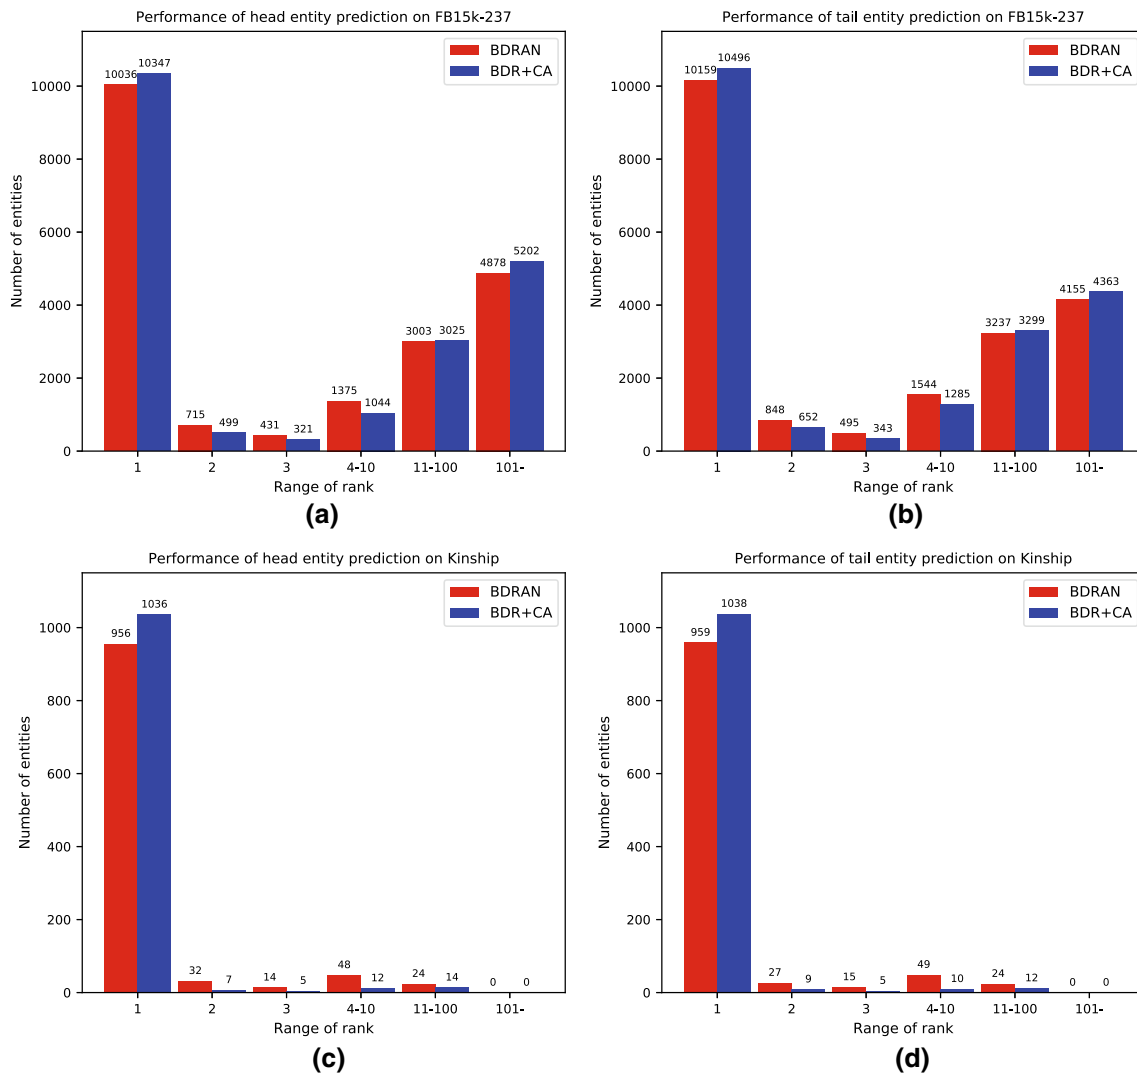 Performance of head entity prediction on FB15k-237
BDRAN
BDR+CA
Number of entities
10000
8000
6000
4000
2000
0
10036 10347
715 499
431 321
1375 1044
3003 3025
4878 5202
1 2 3 4-10 11-100 101-
Range of rank
(a)
Performance of tail entity prediction on FB15k-237
BDRAN
BDR+CA
Number of entities
10000
8000
6000
4000
2000
0
10159 10496
848 652
495 343
1544 1285
3237 3299
4155 4363
1 2 3 4-10 11-100 101-
Range of rank
(b)
Performance of head entity prediction on Kinship
BDRAN
BDR+CA
Number of entities
1000
800
600
400
200
0
956 1036
32 7
14 5
48 12
24 14
0 0
1 2 3 4-10 11-100 101-
Range of rank
(c)
Performance of tail entity prediction on Kinship
BDRAN
BDR+CA
Number of entities
1000
800
600
400
200
0
959 1038
27 9
15 5
49 10
24 12
0 0
1 2 3 4-10 11-100 101-
Range of rank
(d)